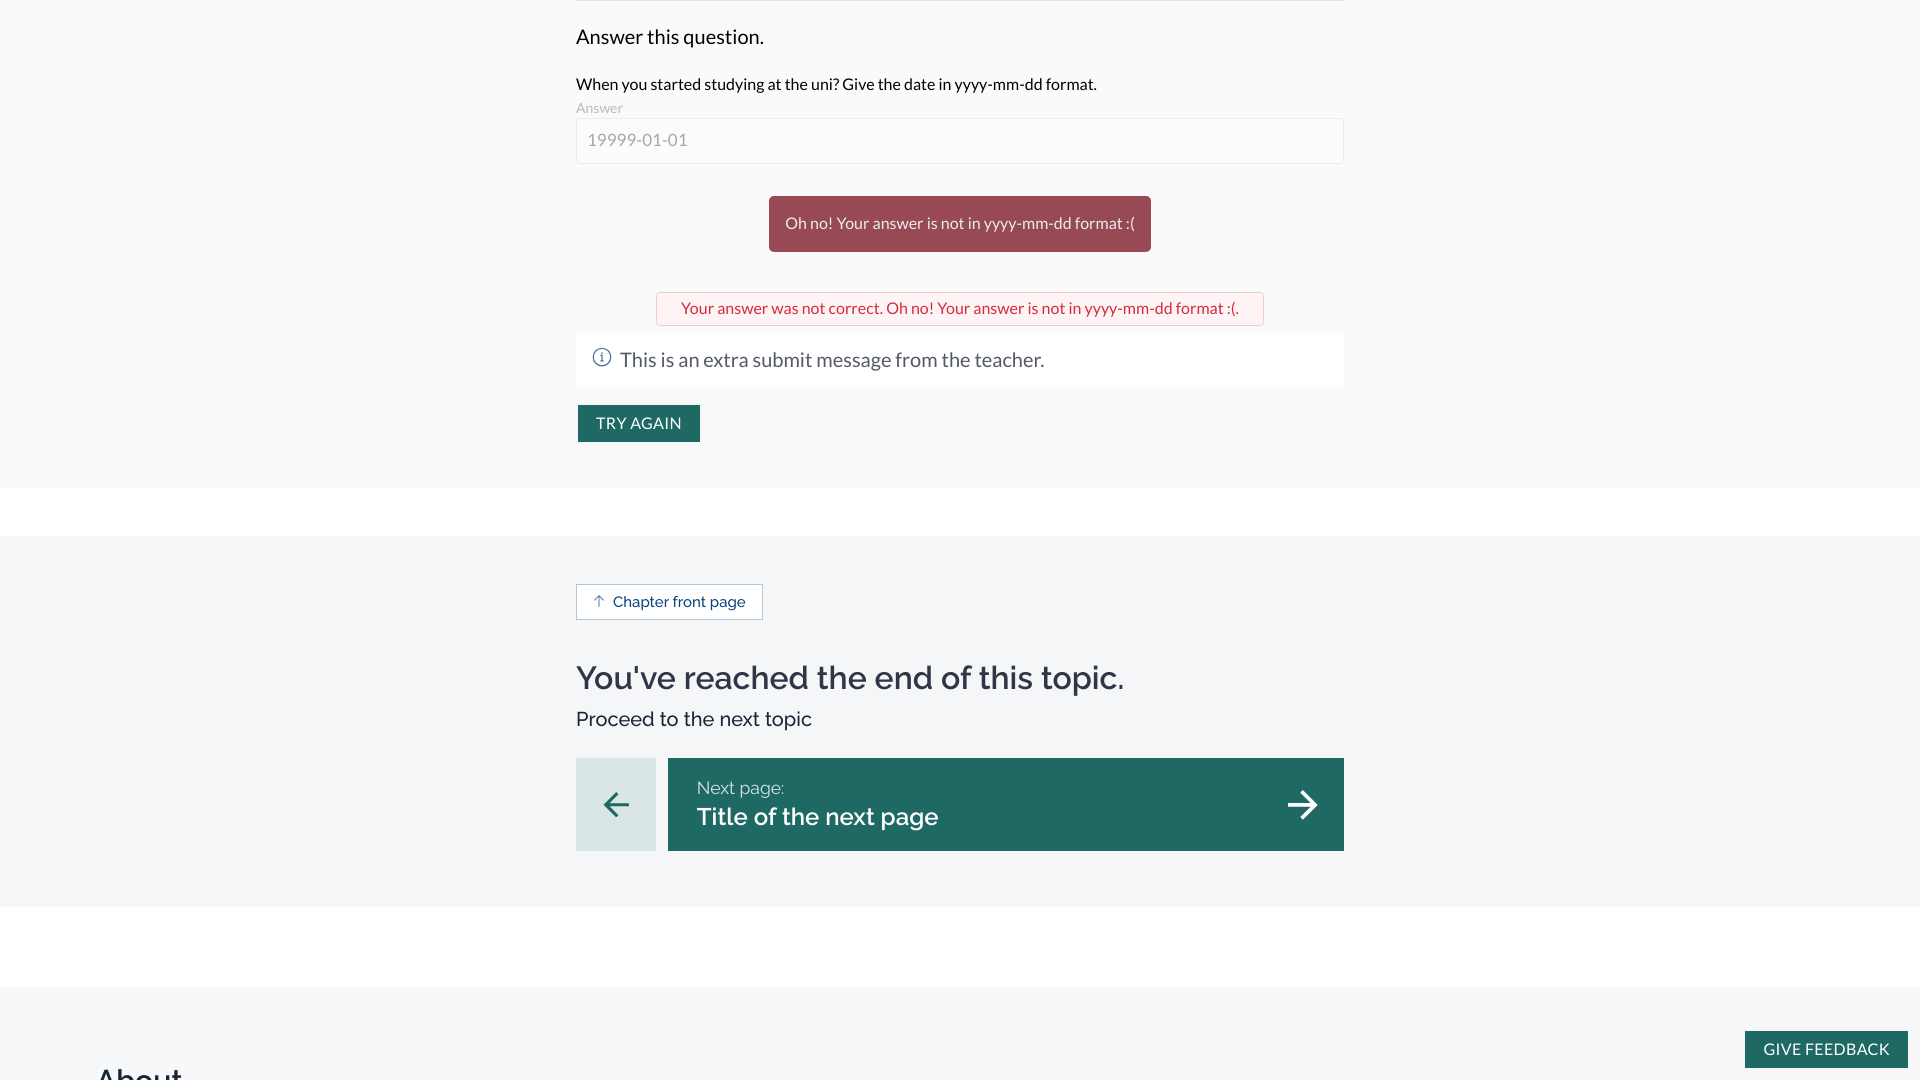 Answer this question.
When you started studying at the uni? Give the date in yyyy-mm-dd format.
Answer
19999-01-01
Oh no! Your answer is not in yyyy-mm-dd format :(
Your answer was not correct. Oh no! Your answer is not in yyyy-mm-dd format :(.
This is an extra submit message from the teacher.
TRY AGAIN
Chapter front page
You've reached the end of this topic.
Proceed to the next topic
Next page:
Title of the next page
GIVE FEEDBACK
About